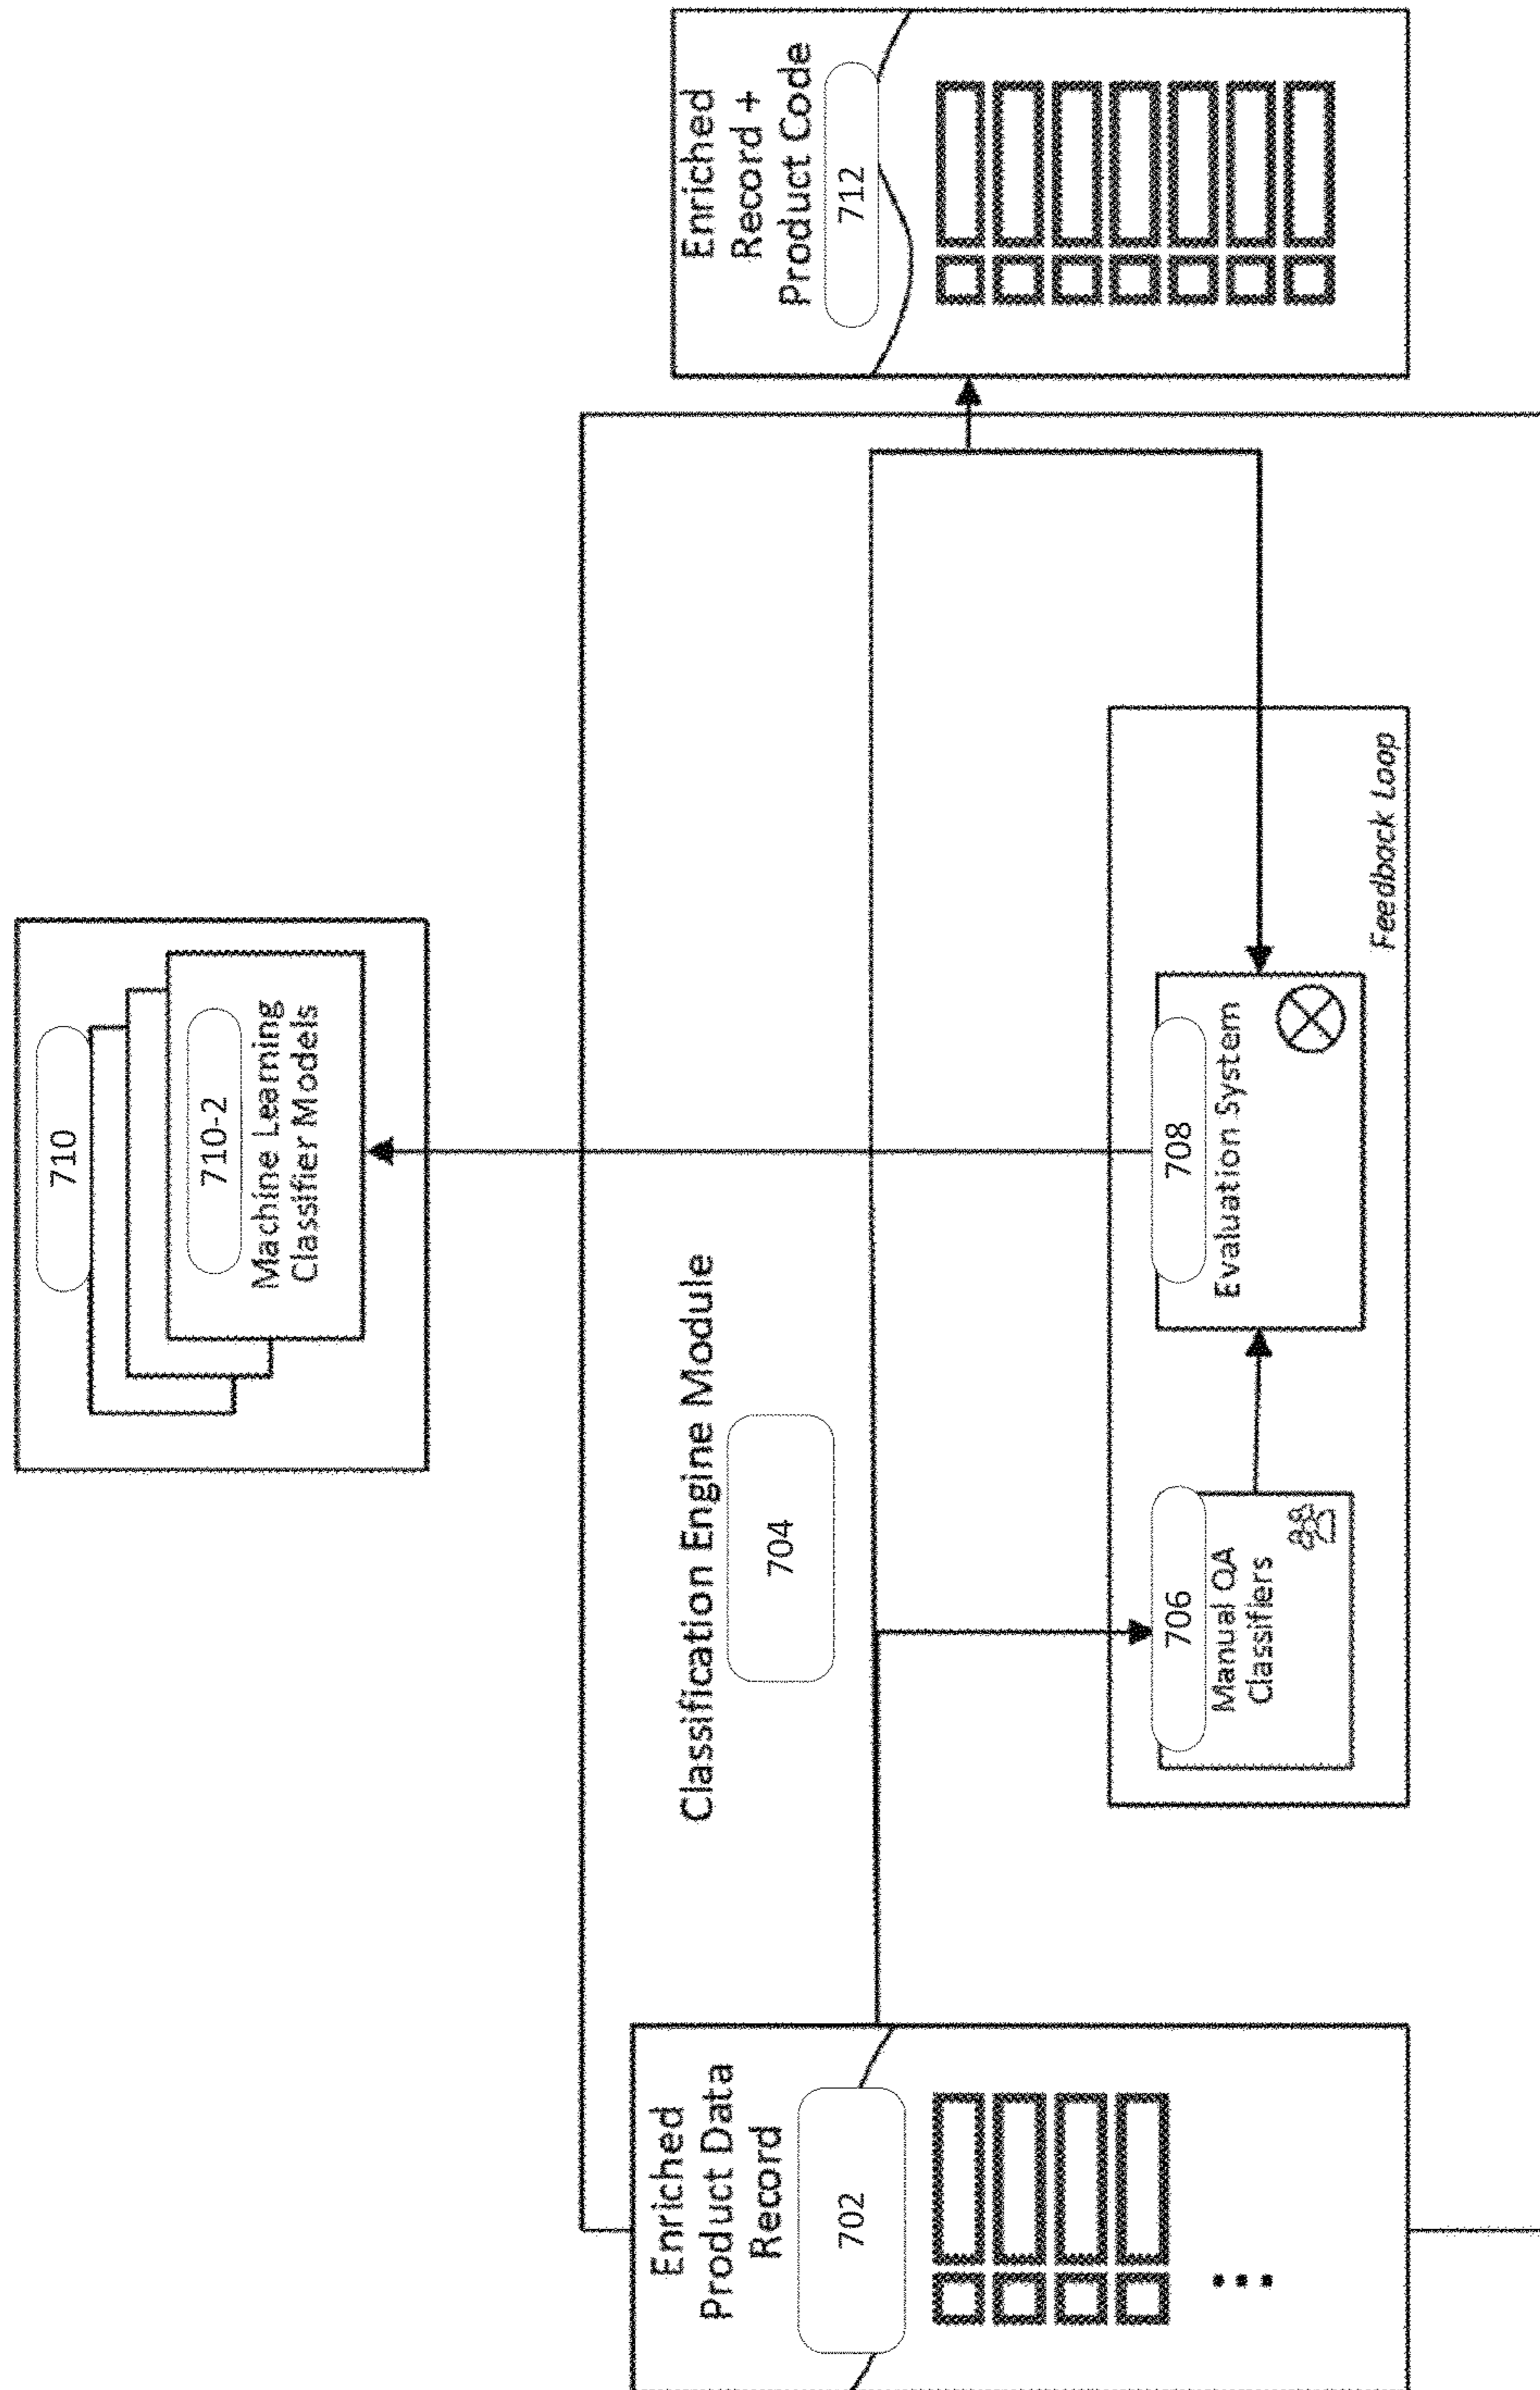 710
710-2
Machine Learning
Classifier Models
Classification Engine Module
704
Enriched
Product Data
Record
702
706
Manual QA
Classifiers
708
Evaluation System
Feedback Loop
Enriched
Record +
Product Code
712